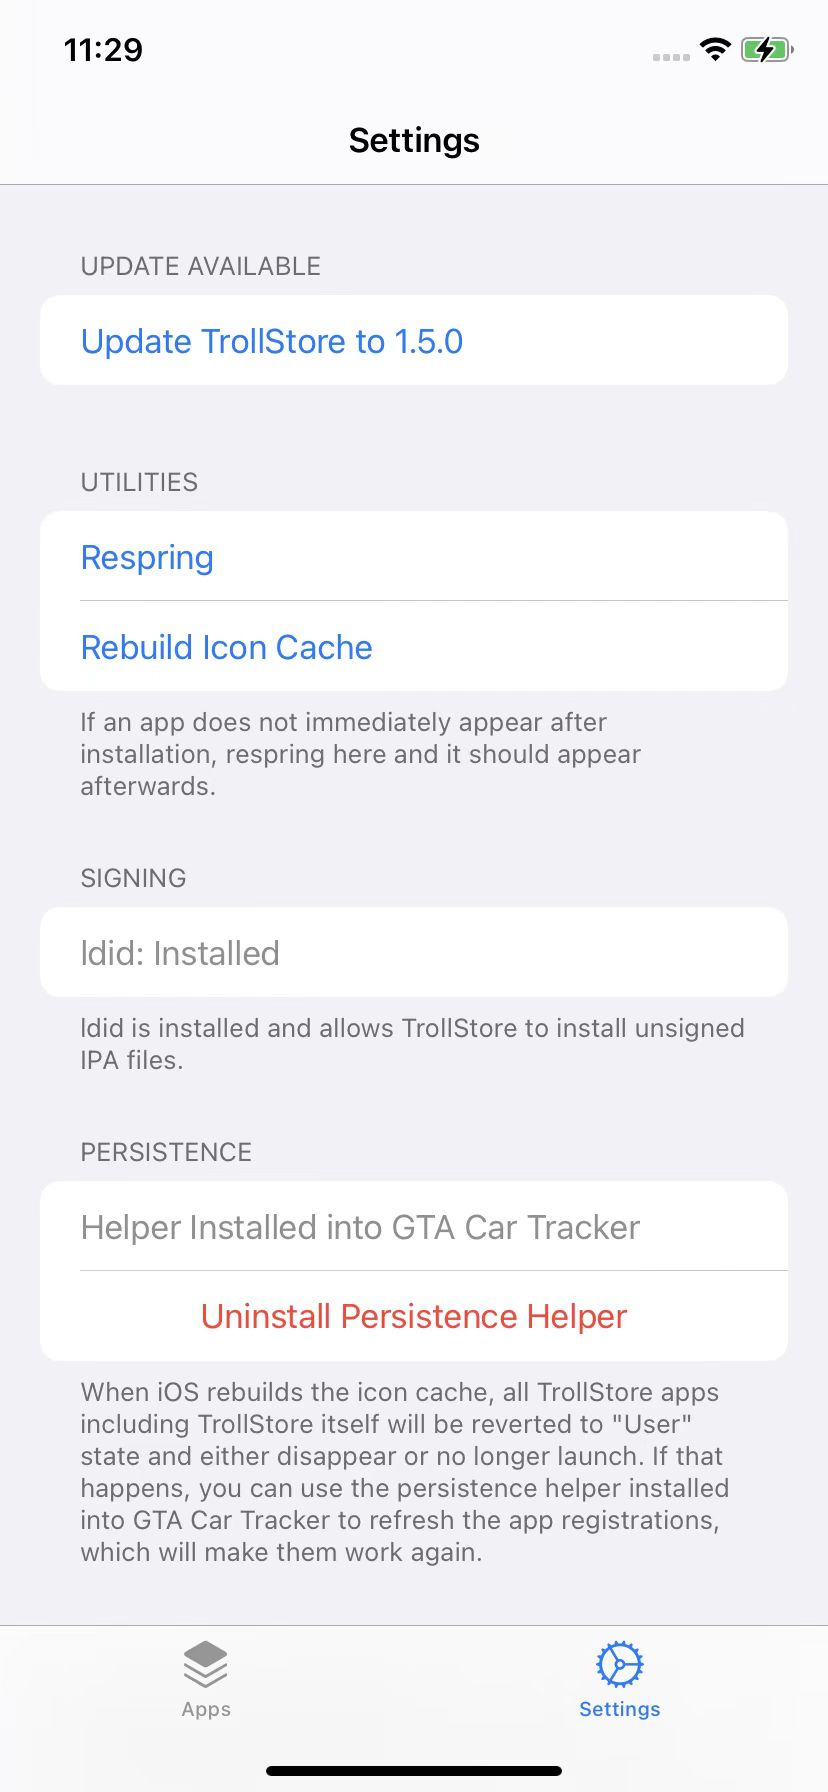 11:29
Settings
UPDATE AVAILABLE
Update TrollStore to 1.5.0
UTILITIES
Respring
Rebuild Icon Cache
If an app does not immediately appear after
installation, respring here and it should appear
afterwards.
SIGNING
ldid: Installed
ldid is installed and allows TrollStore to install unsigned
IPA files.
PERSISTENCE
Helper Installed into GTA Car Tracker
Uninstall Persistence Helper
When iOS rebuilds the icon cache, all TrollStore apps
including TrollStore itself will be reverted to "User"
state and either disappear or no longer launch. If that
happens, you can use the persistence helper installed
into GTA Car Tracker to refresh the app registrations,
which will make them work again.
Apps
Settings